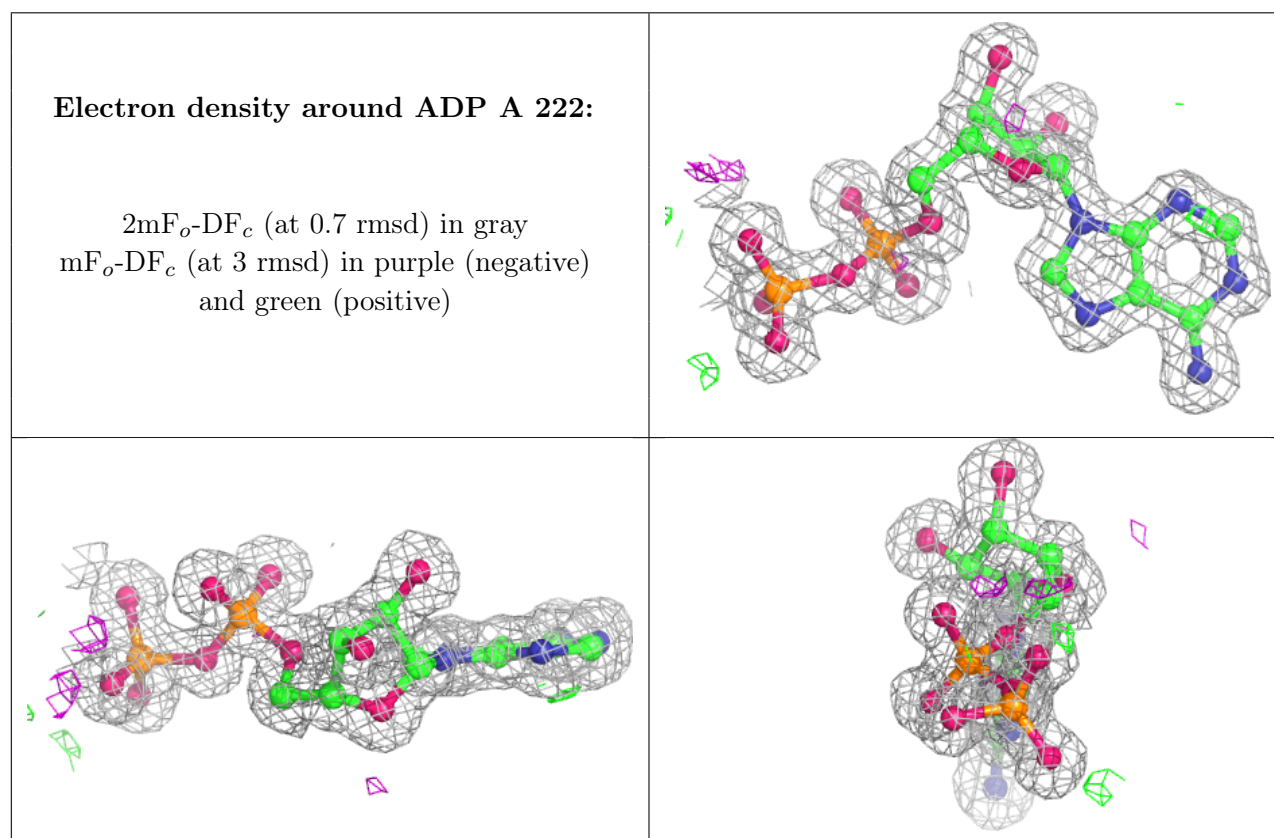 Electron density around ADP A 222:
2mFo-DFc (at 0.7 rmsd) in gray
mFo-DFc (at 3 rmsd) in purple (negative)
and green (positive)